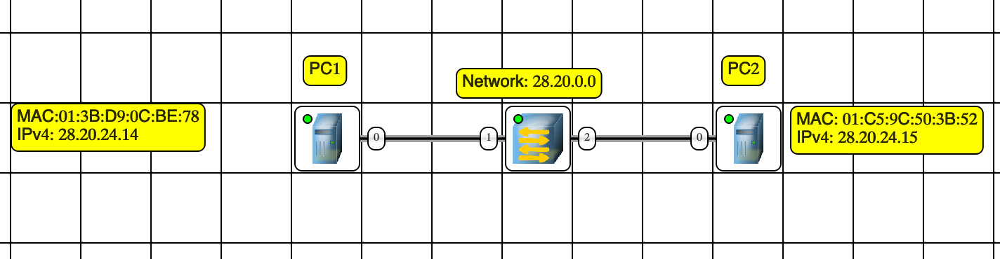 PC1
Network: 28.20.0.0
PC2
MAC:01:3B:D9:0C:BE:78
IPv4: 28.20.24.14
0
1
2
0
MAC: 01:C5:9C:50:3B:52
IPv4: 28.20.24.15